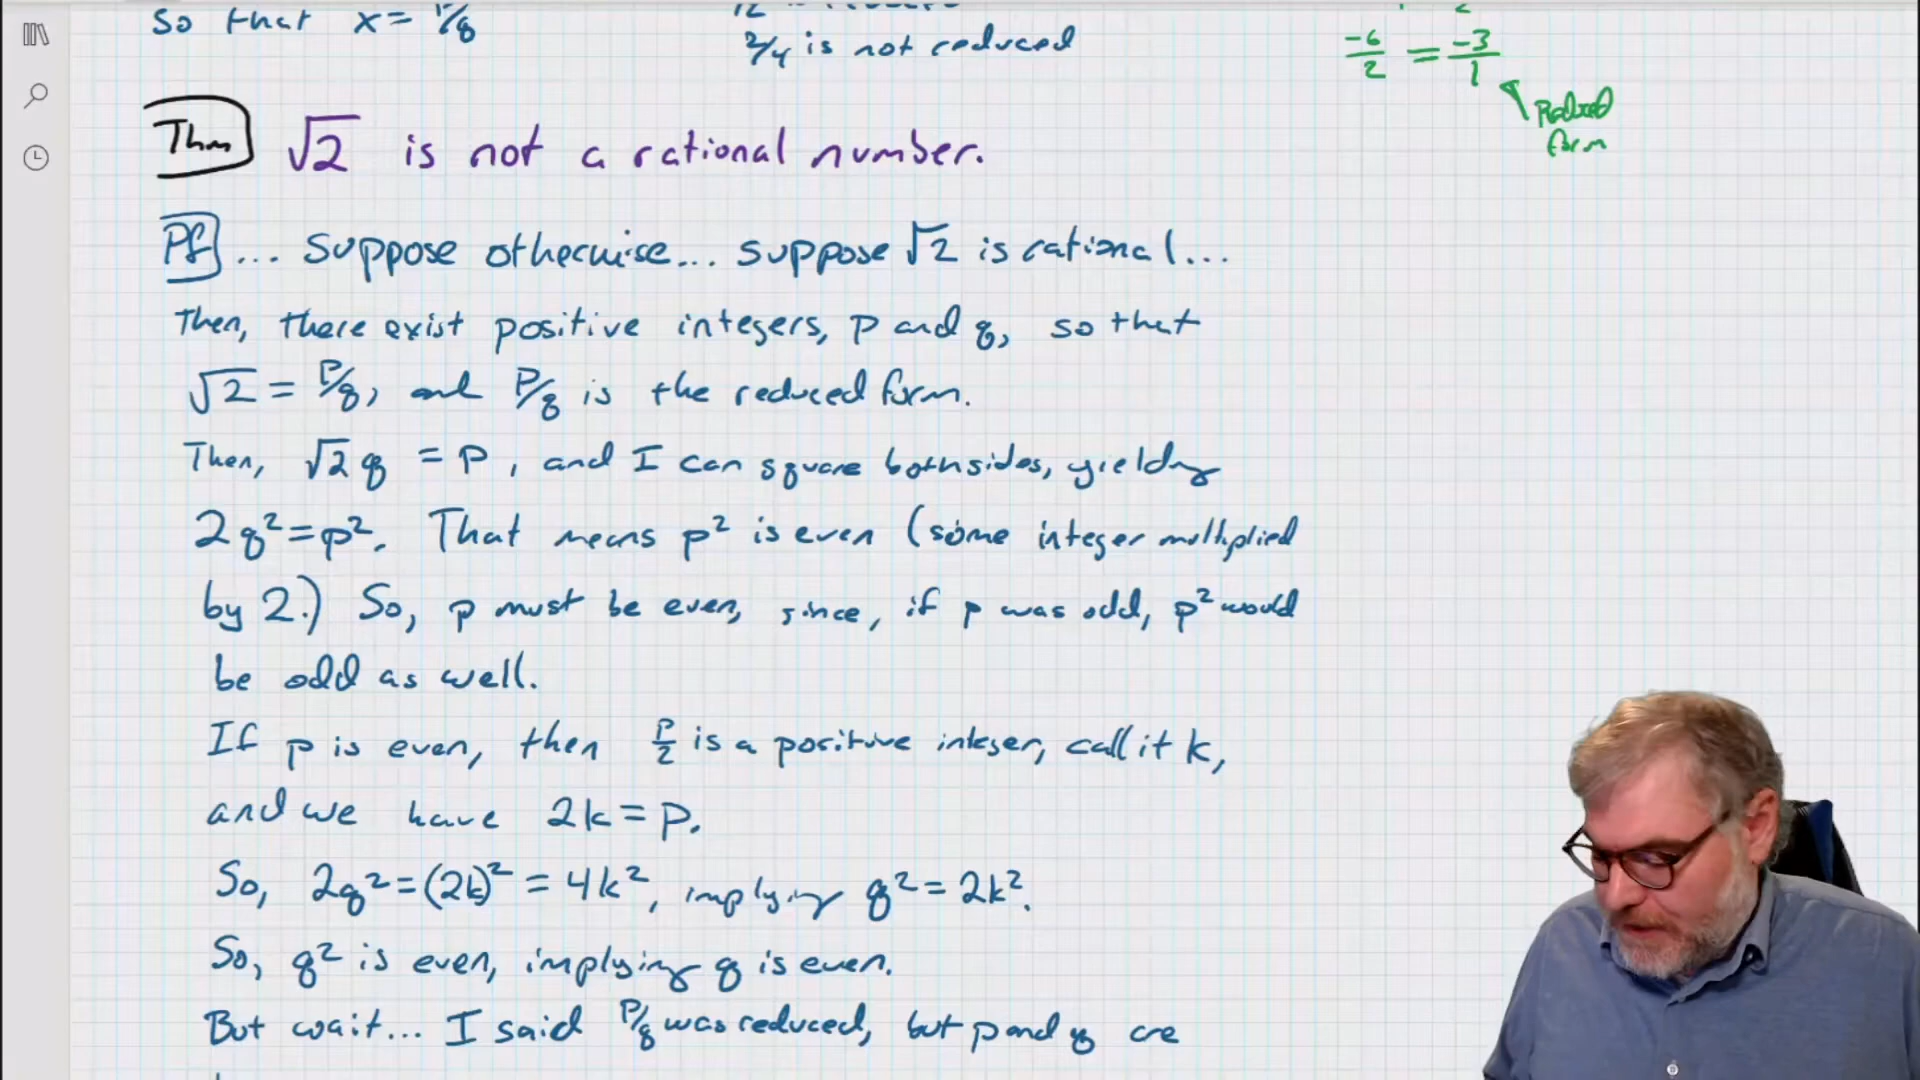 So that x = P/q
2/4 is not reduced
-6/2 = -3/1
Reduced
form
Thm √2 is not a rational number.
Pf ... Suppose otherwise... suppose √2 is rational...
Then, there exist positive integers, p and q, so that
√2 = P/q, and P/q is the reduced form.
Then, √2 q = P, and I can square both sides, yielding
2q² = p². That means p² is even (some integer multiplied
by 2.) So, p must be even, since, if p was odd, p² would
be odd as well.
If p is even, then P/2 is a positive integer, call it k,
and we have 2k = p.
So, 2q² = (2k)² = 4k², implying q² = 2k².
So, q² is even, implying q is even.
But wait... I said P/q was reduced, but p and q are